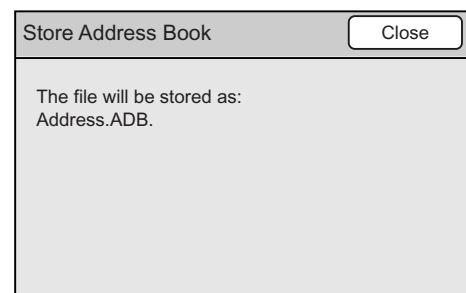 Store Address Book
Close
The file will be stored as:
Address.ADB.